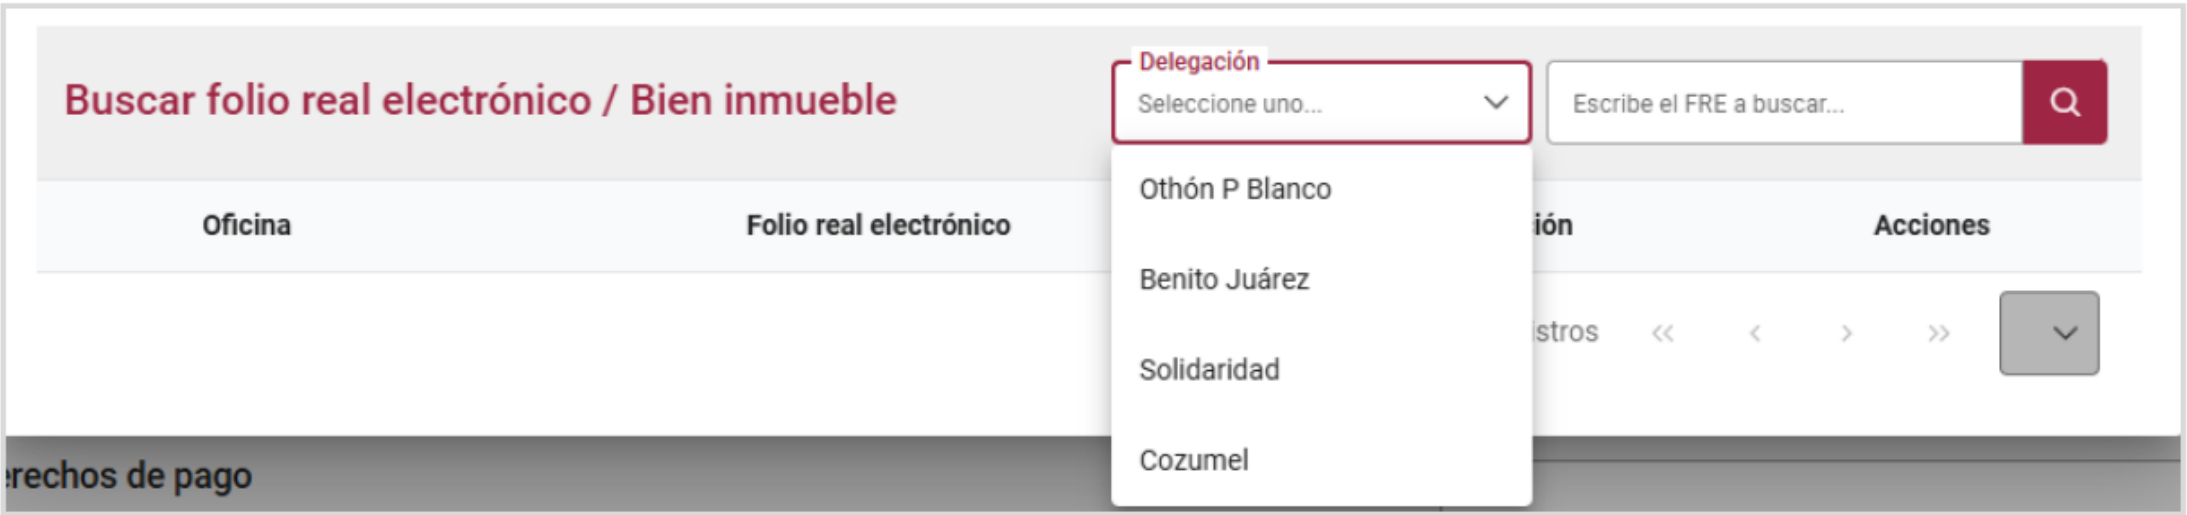 Delegación
Buscar folio real electrónico / Bien inmueble
Seleccione uno...
Escribe el FRE a buscar...
Othón P Blanco
Oficina
Folio real electrónico
ión
Acciones
Benito Juárez
istros
Solidaridad
Cozumel
erechos de pago